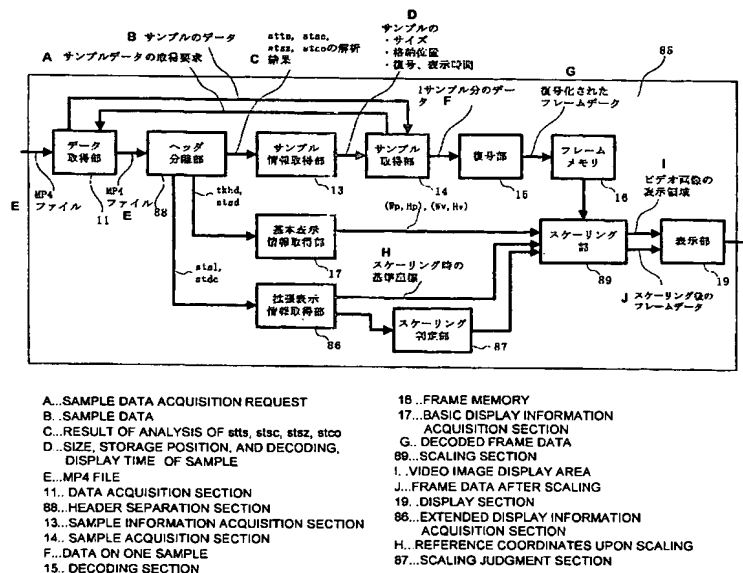 D
B サンプルのデータ
stts, stsc,
stsz, stcoの解析
結果
サンプルの
・サイズ
・格納位置
・復号、表示時間
A サンプルデータの取得要求
C
G
85
1サンプル分のデータ
F
復号化された
フレームデータ
データ
取得部
ヘッダ
分離部
サンプル
情報取得部
サンプル
取得部
復号部
フレーム
メモリ
I
ビデオ画像の
表示領域
E
MP4
ファイル
11
MP4
ファイル
E
88
13
14
15
16
tkhd,
stsd
(Wp, Hp), (Wv, Hv)
基本表示
情報取得部
17
スケーリング
部
89
表示部
19
stsl,
stdc
H
スケーリング時の
基準座標
J スケーリング後の
フレームデータ
拡張表示
情報取得部
86
スケーリング
判定部
87
A...SAMPLE DATA ACQUISITION REQUEST
B..SAMPLE DATA
C...RESULT OF ANALYSIS OF stts, stsc, stsz, stco
D...SIZE, STORAGE POSITION, AND DECODING,
DISPLAY TIME OF SAMPLE
E...MP4 FILE
11.. DATA ACQUISITION SECTION
88...HEADER SEPARATION SECTION
13...SAMPLE INFORMATION ACQUISITION SECTION
14.. SAMPLE ACQUISITION SECTION
F...DATA ON ONE SAMPLE
15.. DECODING SECTION
16 ..FRAME MEMORY
17...BASIC DISPLAY INFORMATION
ACQUISITION SECTION
G.. DECODED FRAME DATA
89...SCALING SECTION
I. .VIDEO IMAGE DISPLAY AREA
J...FRAME DATA AFTER SCALING
19. .DISPLAY SECTION
86...EXTENDED DISPLAY INFORMATION
ACQUISITION SECTION
H...REFERENCE COORDINATES UPON SCALING
87...SCALING JUDGMENT SECTION